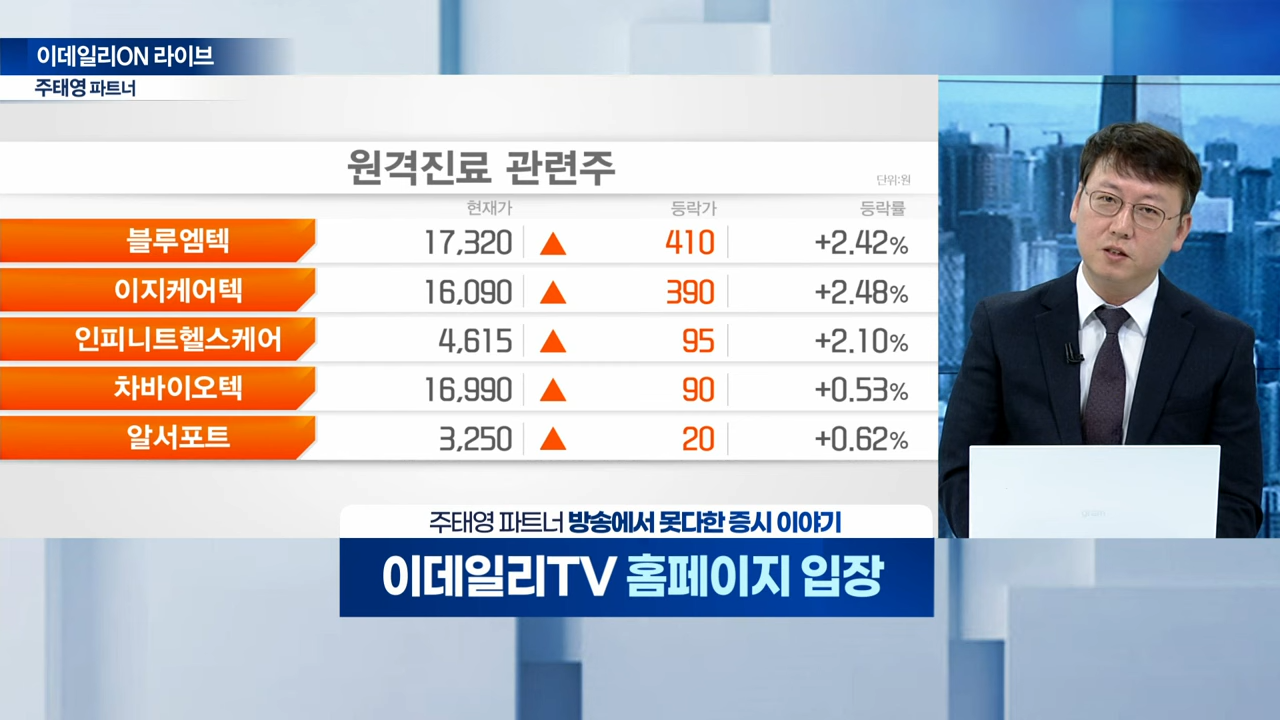 이데일리ON 라이브
주태영 파트너
원격진료 관련주
단위:원
현재가 등락가 등락률
블루엠텍 17,320 ▲ 410 +2.42%
이지케어텍 16,090 ▲ 390 +2.48%
인피니트헬스케어 4,615 ▲ 95 +2.10%
차바이오텍 16,990 ▲ 90 +0.53%
알서포트 3,250 ▲ 20 +0.62%
주태영 파트너 방송에서 못다한 증시 이야기
이데일리TV 홈페이지 입장
gram